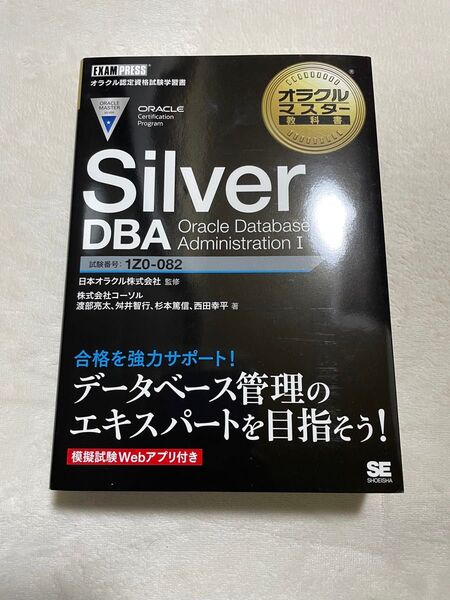 EXAMPRESS®
オラクル認定資格試験学習書
ORACLE MASTER
ORACLE
Certification
Program
オラクル
マスター
教科書
Silver
DBA
Oracle Database
Administration I
試験番号:1Z0-082
日本オラクル株式会社 監修
株式会社コーソル
渡部亮太、舛井智行、杉本篤信、西田幸平 著
合格を強力サポート!
データベース管理の
エキスパートを目指そう!
模擬試験Webアプリ付き
SE
SHOEISHA